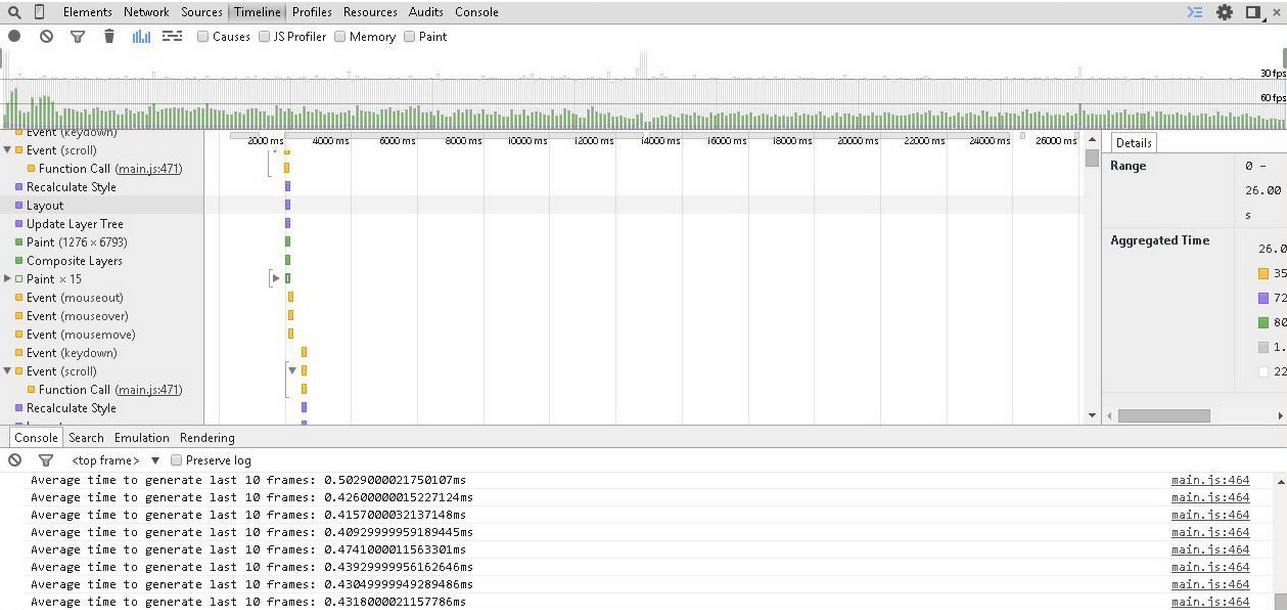 Elements Network Sources Timeline Profiles Resources Audits Console
Causes JS Profiler Memory Paint
30 fps
60 fps
Event (keydown)
2000 ms 4000 ms 6000 ms 8000 ms 10000 ms 12000 ms 14000 ms 16000 ms 18000 ms 20000 ms 22000 ms 24000 ms 26000 ms
Details
Event (scroll)
Function Call (main.js:471)
Range 0 –
26.00
s
Recalculate Style
Layout
Update Layer Tree
Paint (1276 × 6793)
Aggregated Time 26.0
35
72
80
1.
22
Composite Layers
Paint × 15
Event (mouseout)
Event (mouseover)
Event (mousemove)
Event (keydown)
Event (scroll)
Function Call (main.js:471)
Recalculate Style
Console Search Emulation Rendering
<top frame> ▼ Preserve log
Average time to generate last 10 frames: 0.5029000021750107ms main.js:464
Average time to generate last 10 frames: 0.42600000015227124ms main.js:464
Average time to generate last 10 frames: 0.4157000032137148ms main.js:464
Average time to generate last 10 frames: 0.40929999959189445ms main.js:464
Average time to generate last 10 frames: 0.4741000011563301ms main.js:464
Average time to generate last 10 frames: 0.43929999956162646ms main.js:464
Average time to generate last 10 frames: 0.43049999949289486ms main.js:464
Average time to generate last 10 frames: 0.4318000021157786ms main.js:464